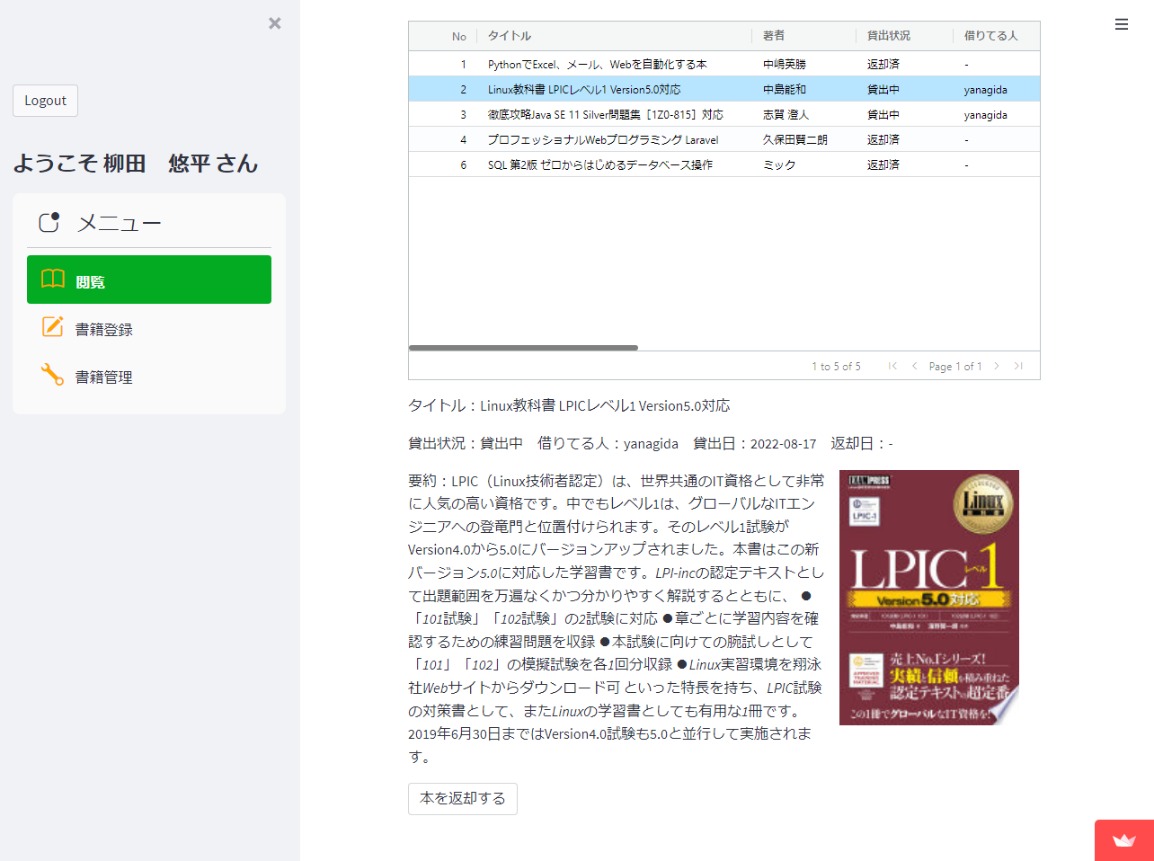 ×
Logout
ようこそ 柳田　悠平 さん
メニュー
閲覧
書籍登録
書籍管理
No タイトル 著者 貸出状況 借りてる人
1 PythonでExcel、メール、Webを自動化する本 中嶋英勝 返却済 -
2 Linux教科書 LPICレベル1 Version5.0対応 中島能和 貸出中 yanagida
3 徹底攻略Java SE 11 Silver問題集［1Z0-815］対応 志賀 澄人 貸出中 yanagida
4 プロフェッショナルWebプログラミング Laravel 久保田賢二朗 返却済 -
6 SQL 第2版 ゼロからはじめるデータベース操作 ミック 返却済 -
1 to 5 of 5 Page 1 of 1
タイトル：Linux教科書 LPICレベル1 Version5.0対応
貸出状況：貸出中　借りてる人：yanagida　貸出日：2022-08-17　返却日：-
要約：LPIC（Linux技術者認定）は、世界共通のIT資格として非常
に人気の高い資格です。中でもレベル1は、グローバルなITエン
ジニアへの登竜門と位置付けられます。そのレベル1試験が
Version4.0から5.0にバージョンアップされました。本書はこの新
バージョン5.0に対応した学習書です。LPI-incの認定テキストとし
て出題範囲を万遍なくかつ分かりやすく解説するとともに、 ●
「101試験」「102試験」の2試験に対応 ●章ごとに学習内容を確
認するための練習問題を収録 ●本試験に向けての腕試しとして
「101」「102」の模擬試験を各1回分収録 ●Linux実習環境を翔泳
社Webサイトからダウンロード可 といった特長を持ち、LPIC試験
の対策書として、またLinuxの学習書としても有用な1冊です。
2019年6月30日まではVersion4.0試験も5.0と並行して実施されま
す。
EXAMPRESS
Linux
LPIC-1
LPIC レベル 1
Version 5.0 対応
売上No.1シリーズ!
実績と信頼を積み重ねた
認定テキストの超定番
この1冊でグローバルなIT資格を!
本を返却する